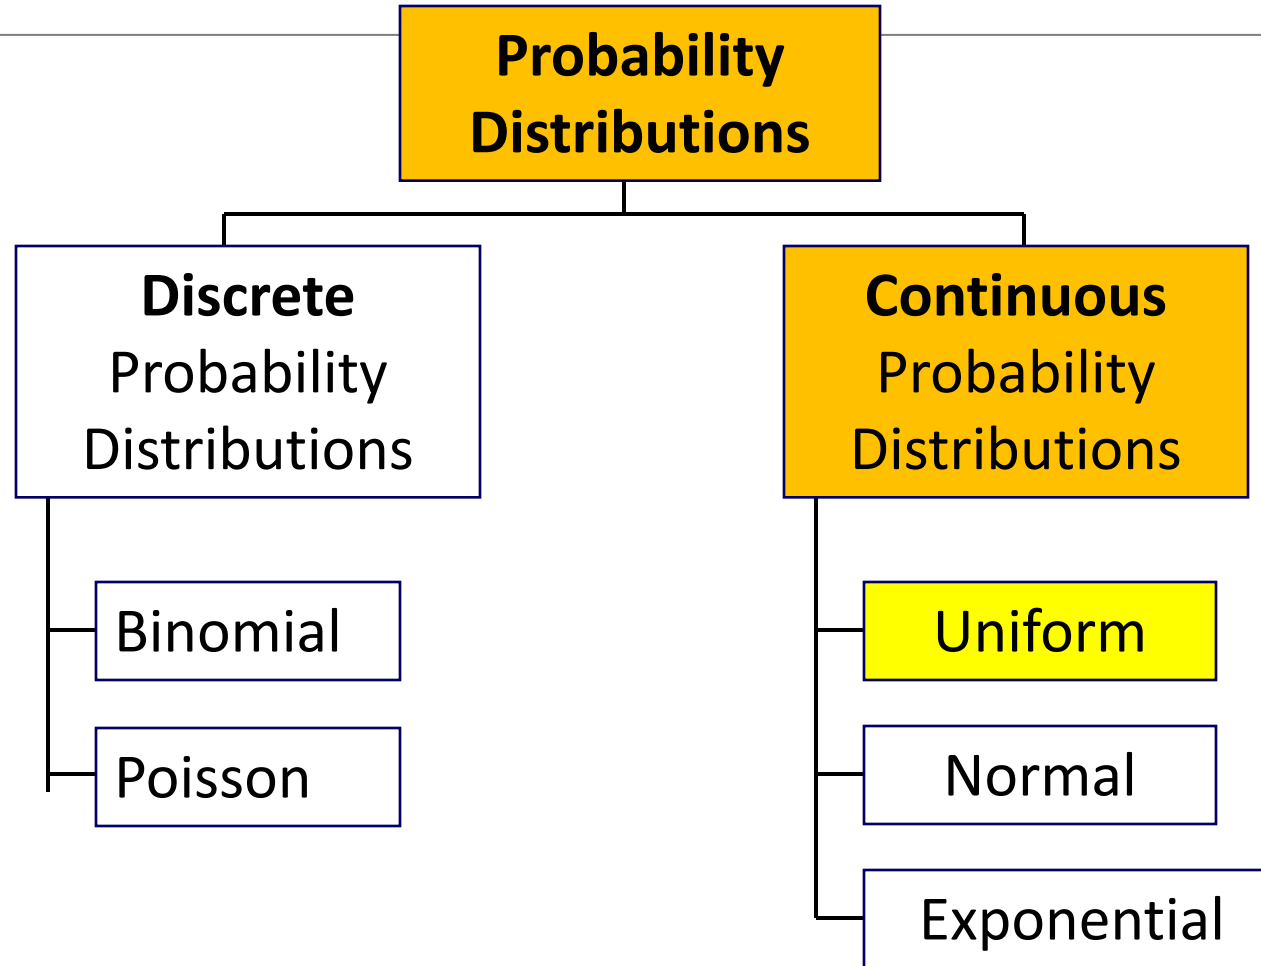 Probability
Distributions
Discrete
Probability
Distributions
Binomial
Poisson
Continuous
Probability
Distributions
Uniform
Normal
Exponential